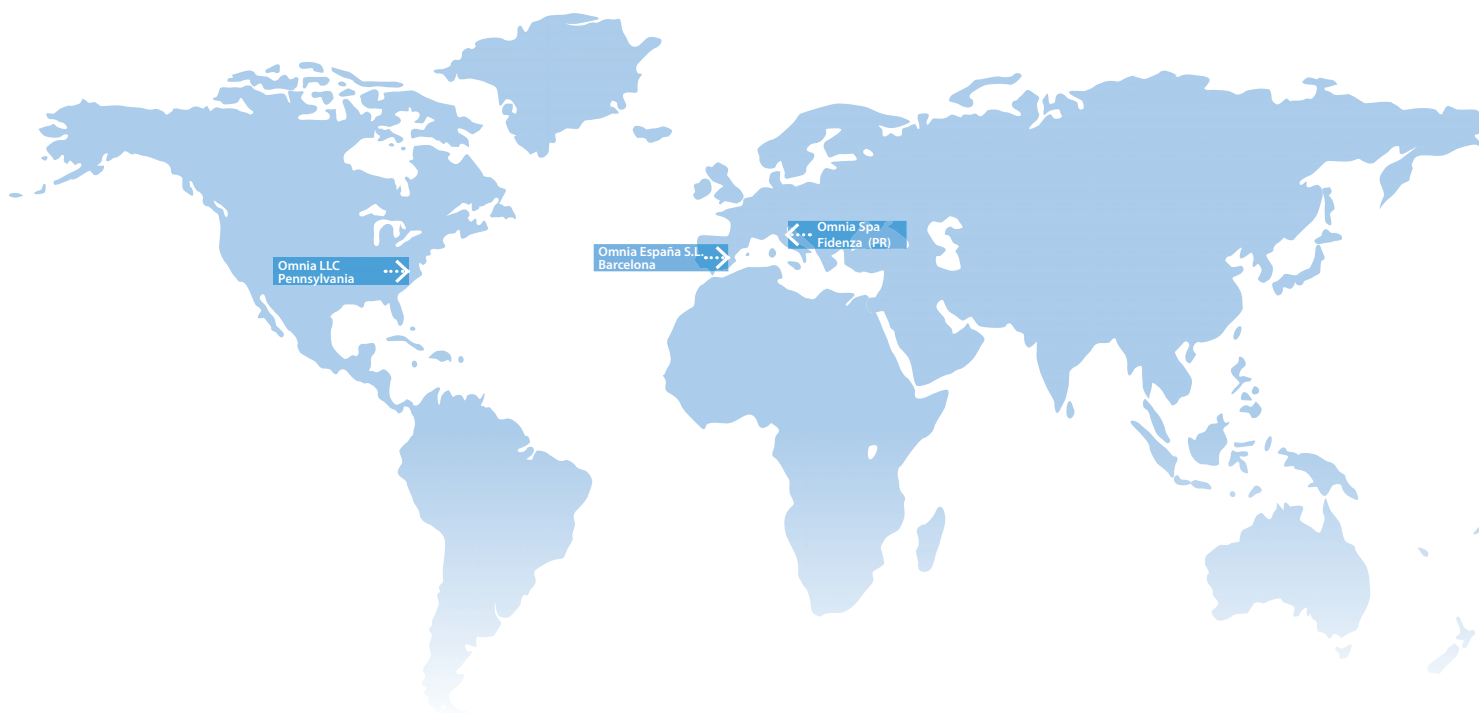 Omnia Spa
Fidenza (PR)
Omnia España S.L.
Barcelona
Omnia LLC
Pennsylvania